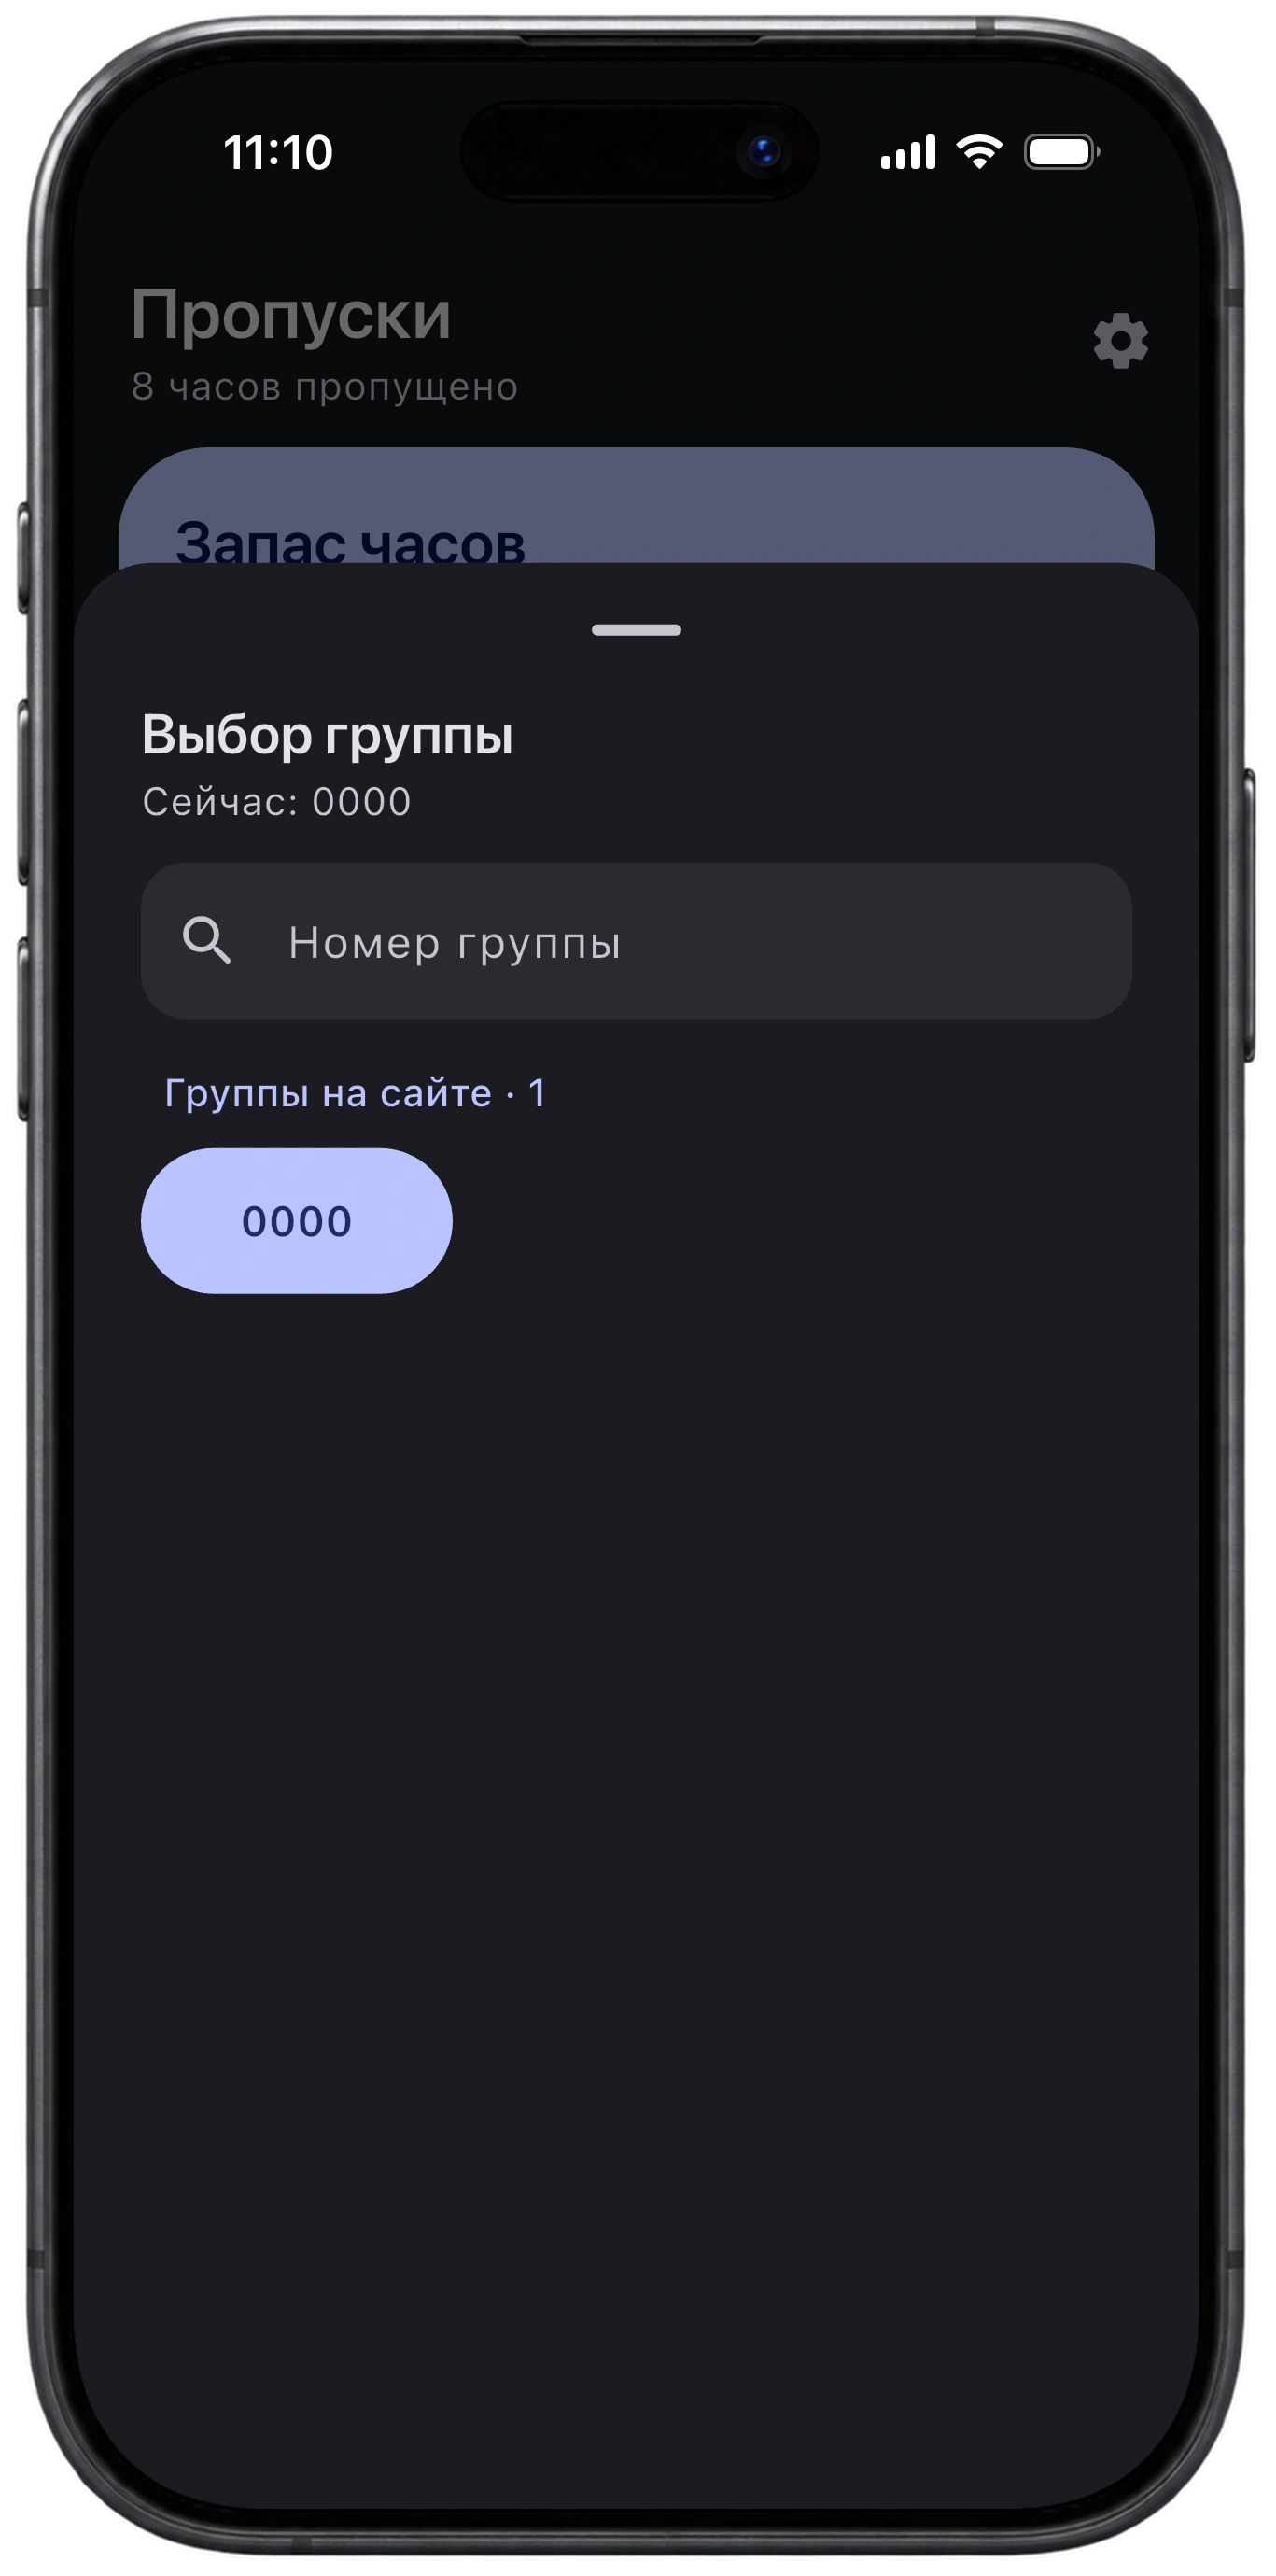 11:10
Пропуски
8 часов пропущено
Запас часов
Выбор группы
Сейчас: 0000
Номер группы
Группы на сайте · 1
0000